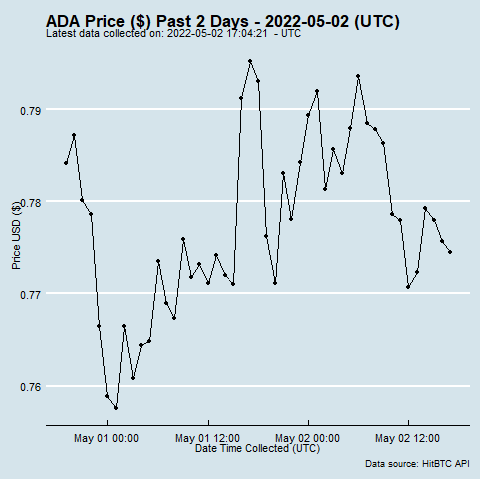 ADA Price ($) Past 2 Days - 2022-05-02 (UTC)
Latest data collected on: 2022-05-02 17:04:21 - UTC
0.79
0.78
0.77
0.76
Price USD ($)
May 01 00:00
May 01 12:00
May 02 00:00
May 02 12:00
Date Time Collected (UTC)
Data source: HitBTC API